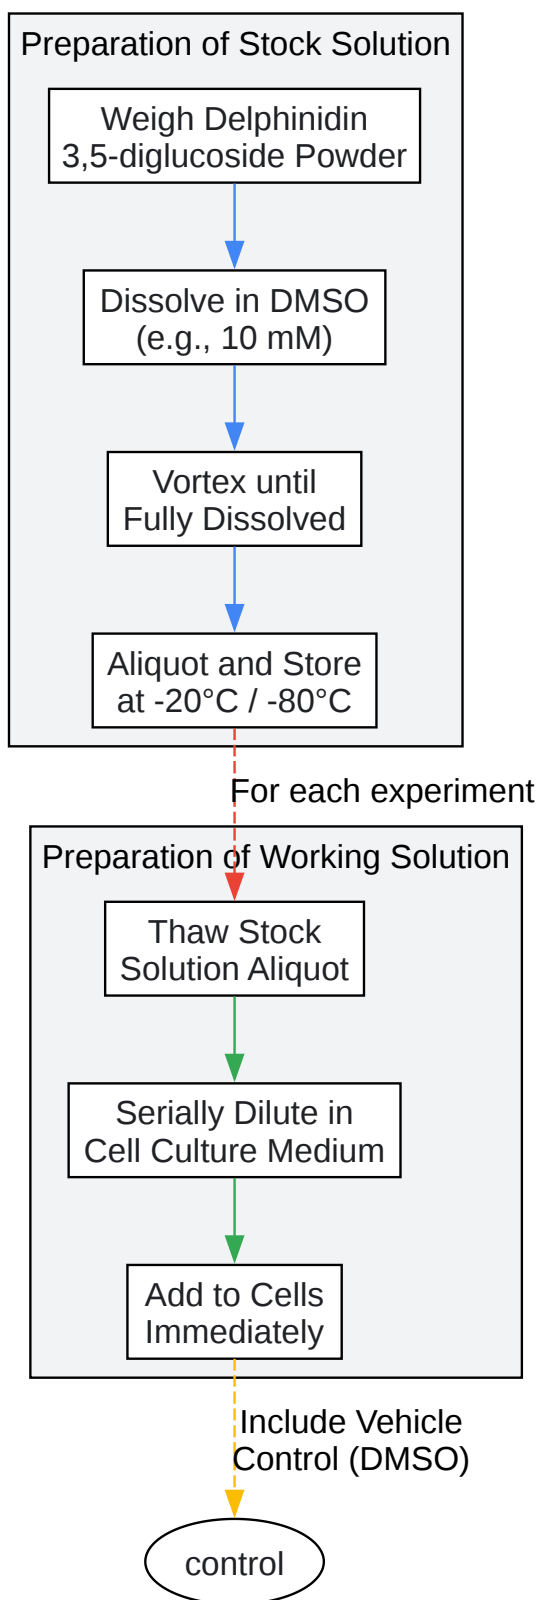 Preparation of Stock Solution
Weigh Delphinidin
3,5-diglucoside Powder
Dissolve in DMSO
(e.g., 10 mM)
Vortex until
Fully Dissolved
Aliquot and Store
at -20°C / -80°C
For each experiment
Preparation of Working Solution
Thaw Stock
Solution Aliquot
Serially Dilute in
Cell Culture Medium
Add to Cells
Immediately
Include Vehicle
Control (DMSO)
control